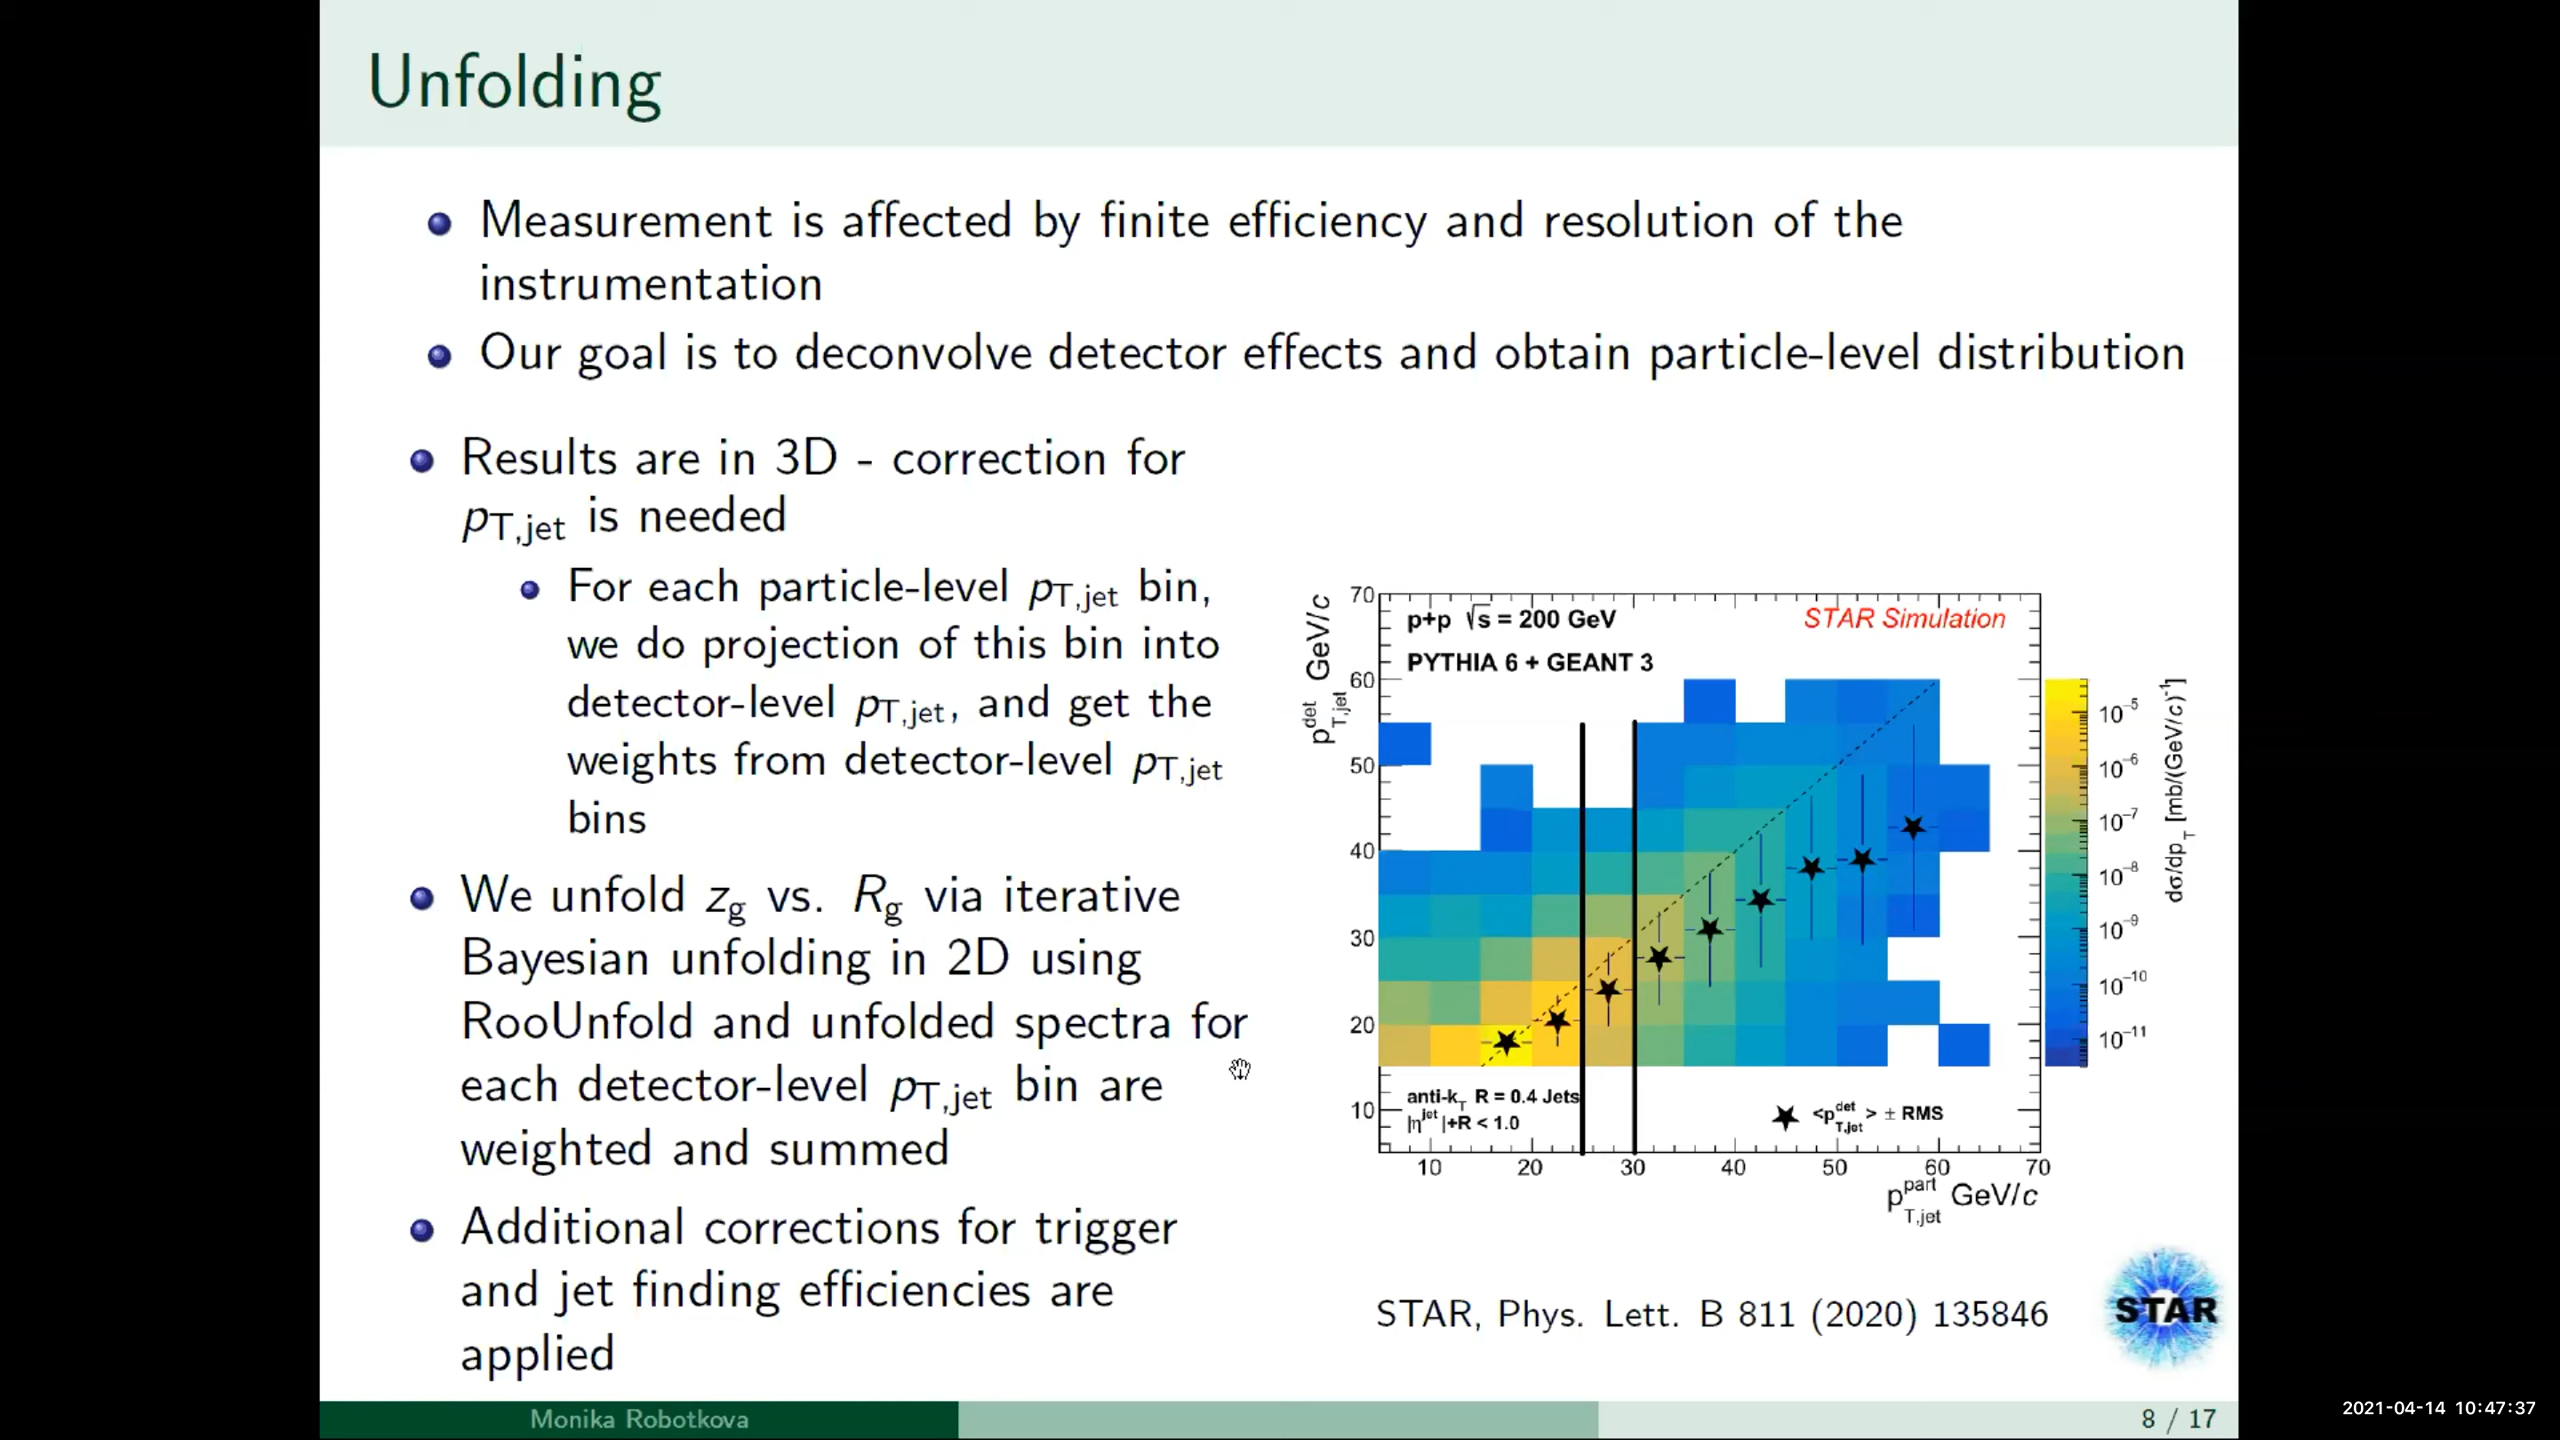 Unfolding
Measurement is affected by finite efficiency and resolution of the
instrumentation
Our goal is to deconvolve detector effects and obtain particle-level distribution
Results are in 3D - correction for
pT,jet is needed
For each particle-level pT,jet bin,
we do projection of this bin into
detector-level pT,jet, and get the
weights from detector-level pT,jet
bins
We unfold zg vs. Rg via iterative
Bayesian unfolding in 2D using
RooUnfold and unfolded spectra for
each detector-level pT,jet bin are
weighted and summed
Additional corrections for trigger
and jet finding efficiencies are
applied
p+p √s = 200 GeV
STAR Simulation
PYTHIA 6 + GEANT 3
anti-kT R = 0.4 Jets
|ηjet|+R < 1.0
★ <pdetT,jet> ± RMS
pdetT,jet GeV/c
70
60
50
40
30
20
10
10 20 30 40 50 60 70
ppartT,jet GeV/c
10⁻⁵
10⁻⁶
10⁻⁷
10⁻⁸
10⁻⁹
10⁻¹⁰
10⁻¹¹
dσ/dpT [mb/(GeV/c)⁻¹]
STAR, Phys. Lett. B 811 (2020) 135846
STAR
Monika Robotkova
8 / 17
2021-04-14 10:47:37